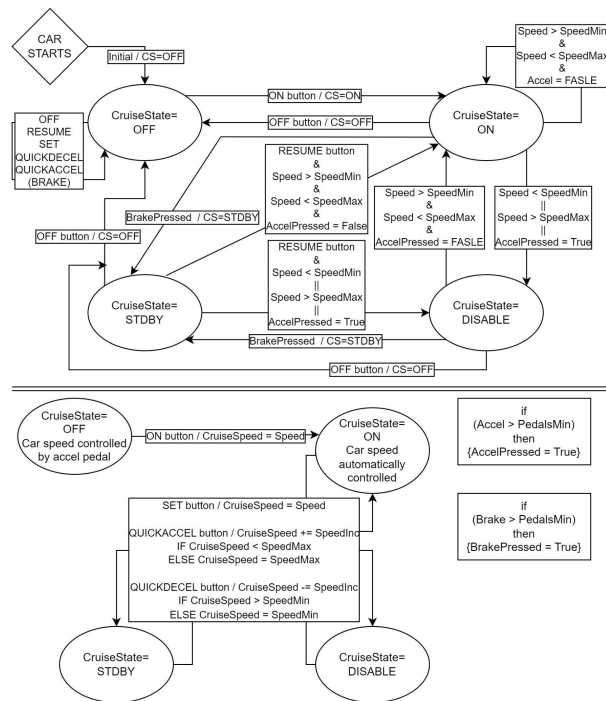 CAR
STARTS
Initial / CS=OFF
Speed > SpeedMin
&
Speed < SpeedMax
&
Accel = FASLE
CruiseState=
OFF
ON button / CS=ON
OFF button / CS=OFF
CruiseState=
ON
OFF
RESUME
SET
QUICKDECEL
QUICKACCEL
(BRAKE)
RESUME button
&
Speed > SpeedMin
&
Speed < SpeedMax
&
AccelPressed = False
Speed > SpeedMin
&
Speed < SpeedMax
&
AccelPressed = FASLE
Speed < SpeedMin
||
Speed > SpeedMax
||
AccelPressed = True
BrakePressed / CS=STDBY
OFF button / CS=OFF
RESUME button
&
Speed < SpeedMin
||
Speed > SpeedMax
||
AccelPressed = True
CruiseState=
STDBY
CruiseState=
DISABLE
BrakePressed / CS=STDBY
OFF button / CS=OFF
CruiseState=
OFF
Car speed controlled
by accel pedal
ON button / CruiseSpeed = Speed
CruiseState=
ON
Car speed
automatically
controlled
if
(Accel > PedalsMin)
then
{AccelPressed = True}
SET button / CruiseSpeed = Speed
QUICKACCEL button / CruiseSpeed += SpeedInc
IF CruiseSpeed < SpeedMax
ELSE CruiseSpeed = SpeedMax
QUICKDECEL button / CruiseSpeed -= SpeedInc
IF CruiseSpeed > SpeedMin
ELSE CruiseSpeed = SpeedMin
if
(Brake > PedalsMin)
then
{BrakePressed = True}
CruiseState=
STDBY
CruiseState=
DISABLE